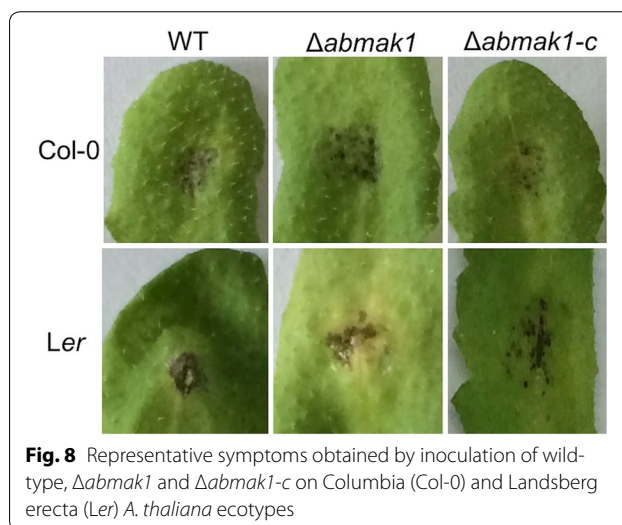 WT Δabmak1 Δabmak1-c
Col-0
Ler
Fig. 8 Representative symptoms obtained by inoculation of wild-
type, Δabmak1 and Δabmak1-c on Columbia (Col-0) and Landsberg
erecta (Ler) A. thaliana ecotypes